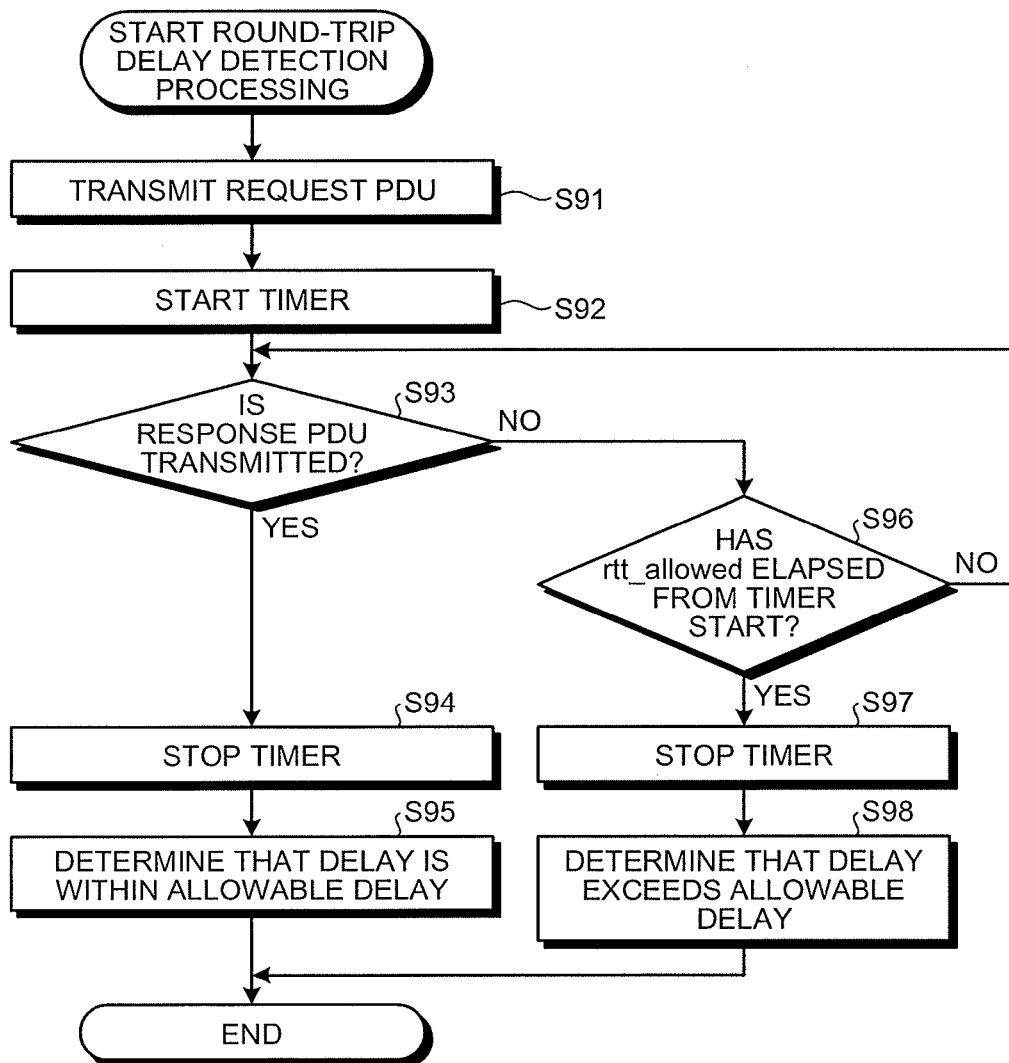 START ROUND-TRIP
DELAY DETECTION
PROCESSING
TRANSMIT REQUEST PDU
S91
START TIMER
S92
S93
IS
RESPONSE PDU
TRANSMITTED?
NO
YES
S96
HAS
rtt_allowed ELAPSED
FROM TIMER
START?
NO
YES
S94
STOP TIMER
S97
STOP TIMER
S95
DETERMINE THAT DELAY IS
WITHIN ALLOWABLE DELAY
S98
DETERMINE THAT DELAY
EXCEEDS ALLOWABLE
DELAY
END